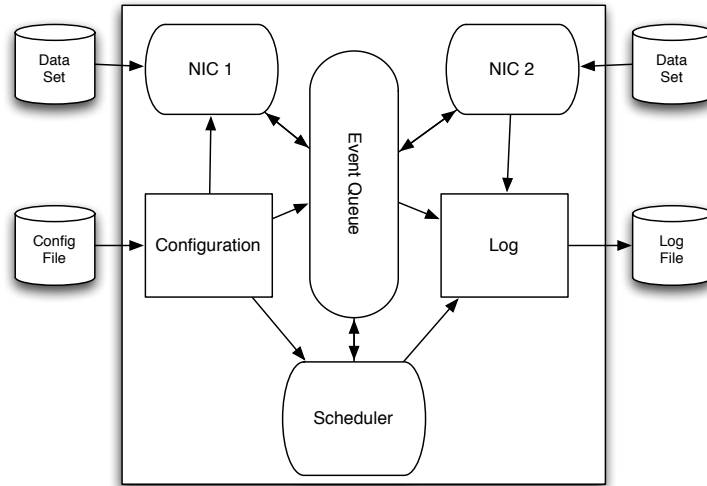 Data
Set
NIC 1
NIC 2
Data
Set
Event Queue
Config
File
Configuration
Log
Log
File
Scheduler